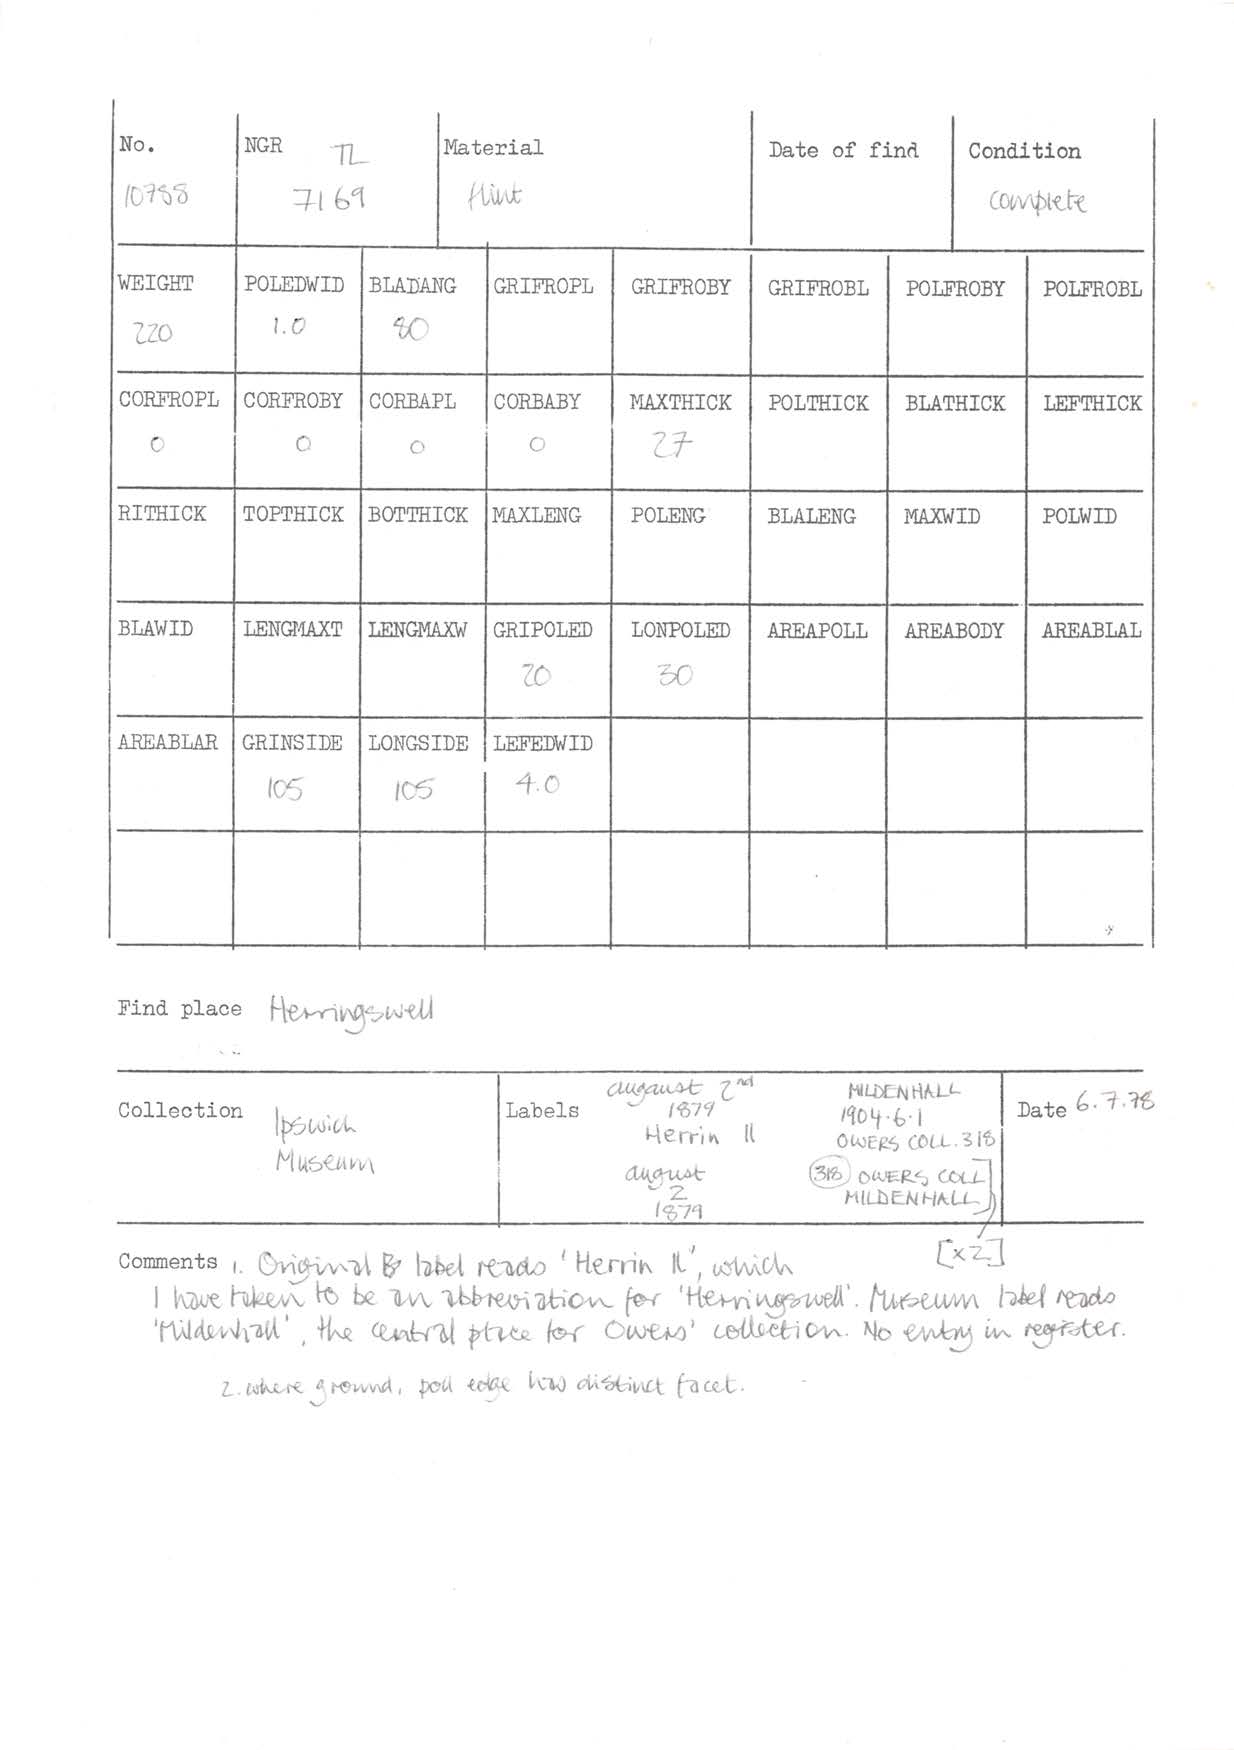 No. NGR TL Material Date of find Condition
10788 7169 flint complete
WEIGHT POLEDWID BLADANG GRIFROPL GRIFROBY GRIFROBL POLFROBY POLFROBL
220 1.0 80
CORFROPL CORFROBY CORBAPL CORBABY MAXTHICK POLTHICK BLATHICK LEFTHICK
0 0 0 0 27
RITHICK TOPTHICK BOTTHICK MAXLENG POLENG BLALENG MAXWID POLWID
BLAWID LENGMAXT LENGMAXW GRIPOLED LONPOLED AREAPOLL AREABODY AREABLAL
20 30
AREABLAR GRINSIDE LONGSIDE LEFEDWID
105 105 4.0
Find place Herringswell
Collection Ipswich
Museum
Labels augaust 2nd
1879
Herrin ll
august
2
1879
MILDENHALL
1904.6.1
OWERS COLL. 318
318 OWERS COLL
MILDENHALL
[x2]
Date 6.7.78
Comments 1. Original label reads 'Herrin ll', which
I have taken to be an abbreviation for 'Herringswell'. Museum label reads
'Mildenhall', the central place for Owers' collection. No entry in register.
2. where ground, poll edge has distinct facet.